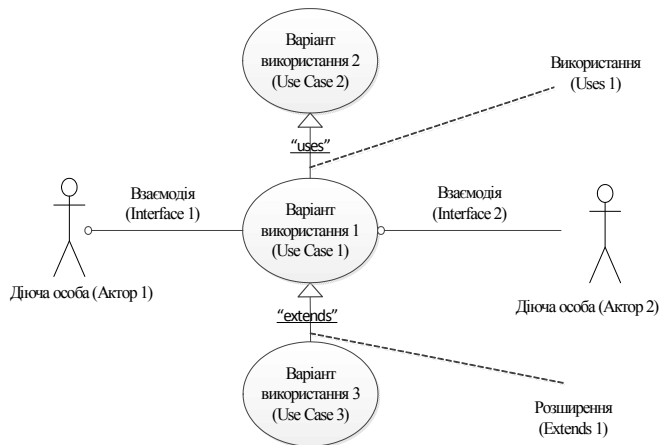 Варіант
використання 2
(Use Case 2)
Використання
(Uses 1)
“uses”
Взаємодія
(Interface 1)
Варіант
використання 1
(Use Case 1)
Взаємодія
(Interface 2)
Діюча особа (Актор 1)
Діюча особа (Актор 2)
“extends”
Варіант
використання 3
(Use Case 3)
Розширення
(Extends 1)